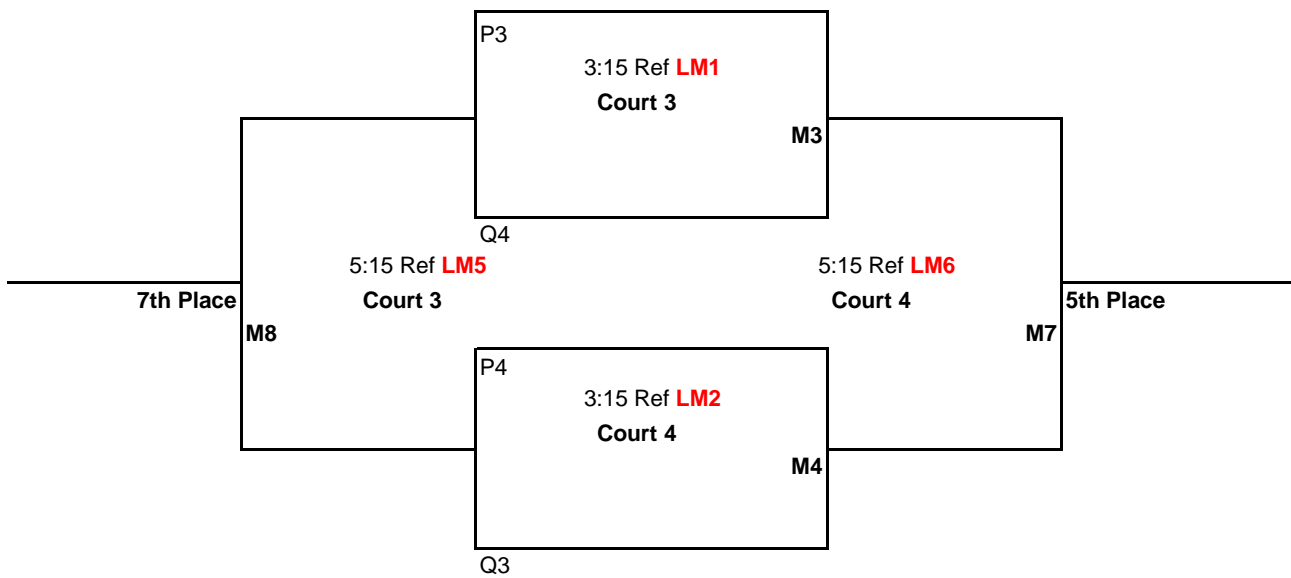 P3
3:15 Ref LM1
Court 3
M3
Q4
5:15 Ref LM5
5:15 Ref LM6
Court 3
Court 4
7th Place
5th Place
M8
M7
P4
3:15 Ref LM2
Court 4
M4
Q3